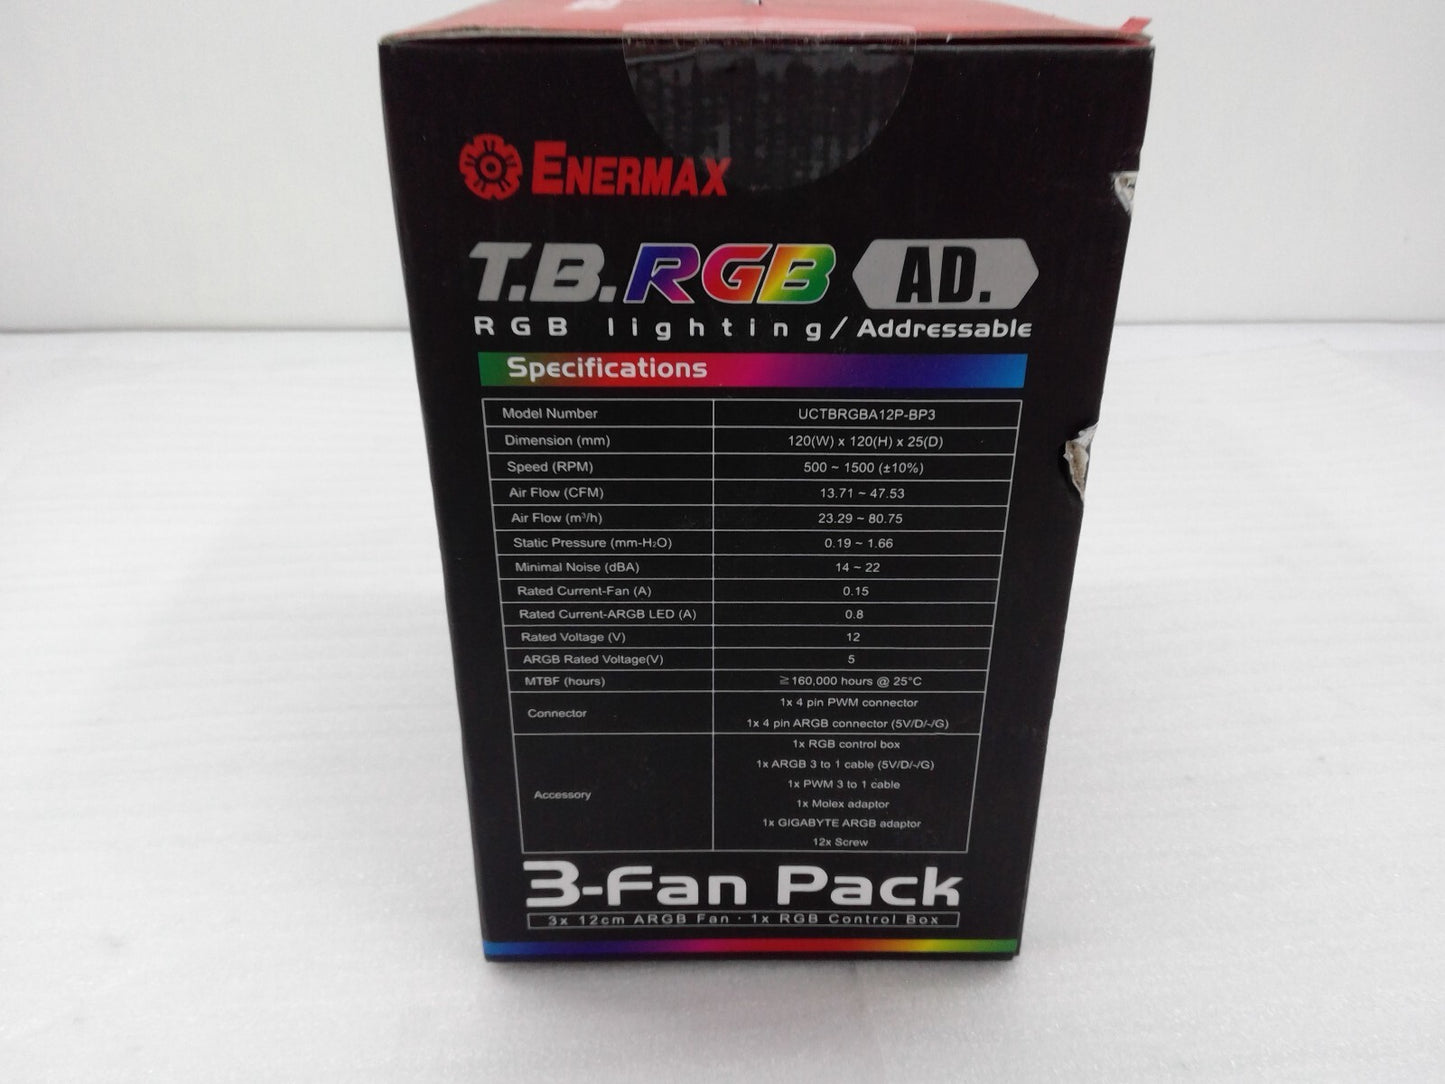 ENERMAX
T.B.RGB AD.
RGB lighting/Addressable
Specifications
Model Number UCTBRGBA12P-BP3
Dimension (mm) 120(W) x 120(H) x 25(D)
Speed (RPM) 500 ~ 1500 (±10%)
Air Flow (CFM) 13.71 ~ 47.53
Air Flow (m³/h) 23.29 ~ 80.75
Static Pressure (mm-H₂O) 0.19 ~ 1.66
Minimal Noise (dBA) 14 ~ 22
Rated Current-Fan (A) 0.15
Rated Current-ARGB LED (A) 0.8
Rated Voltage (V) 12
ARGB Rated Voltage(V) 5
MTBF (hours) ≧160,000 hours @ 25°C
Connector 1x 4 pin PWM connector
1x 4 pin ARGB connector (5V/D/-/G)
Accessory 1x RGB control box
1x ARGB 3 to 1 cable (5V/D/-/G)
1x PWM 3 to 1 cable
1x Molex adaptor
1x GIGABYTE ARGB adaptor
12x Screw
3-Fan Pack
3x 12cm ARGB Fan · 1x RGB Control Box